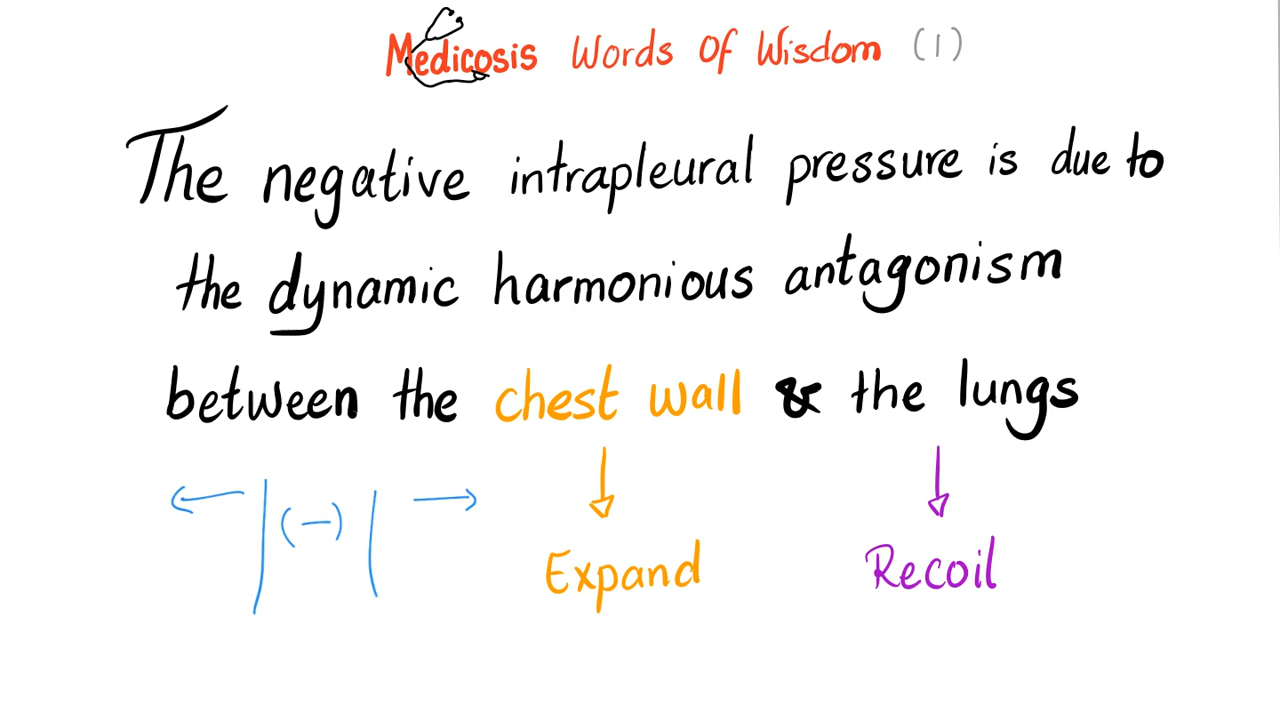 Medicosis Words Of Wisdom (1)
The negative intrapleural pressure is due to
the dynamic harmonious antagonism
between the chest wall & the lungs
(-)
Expand Recoil